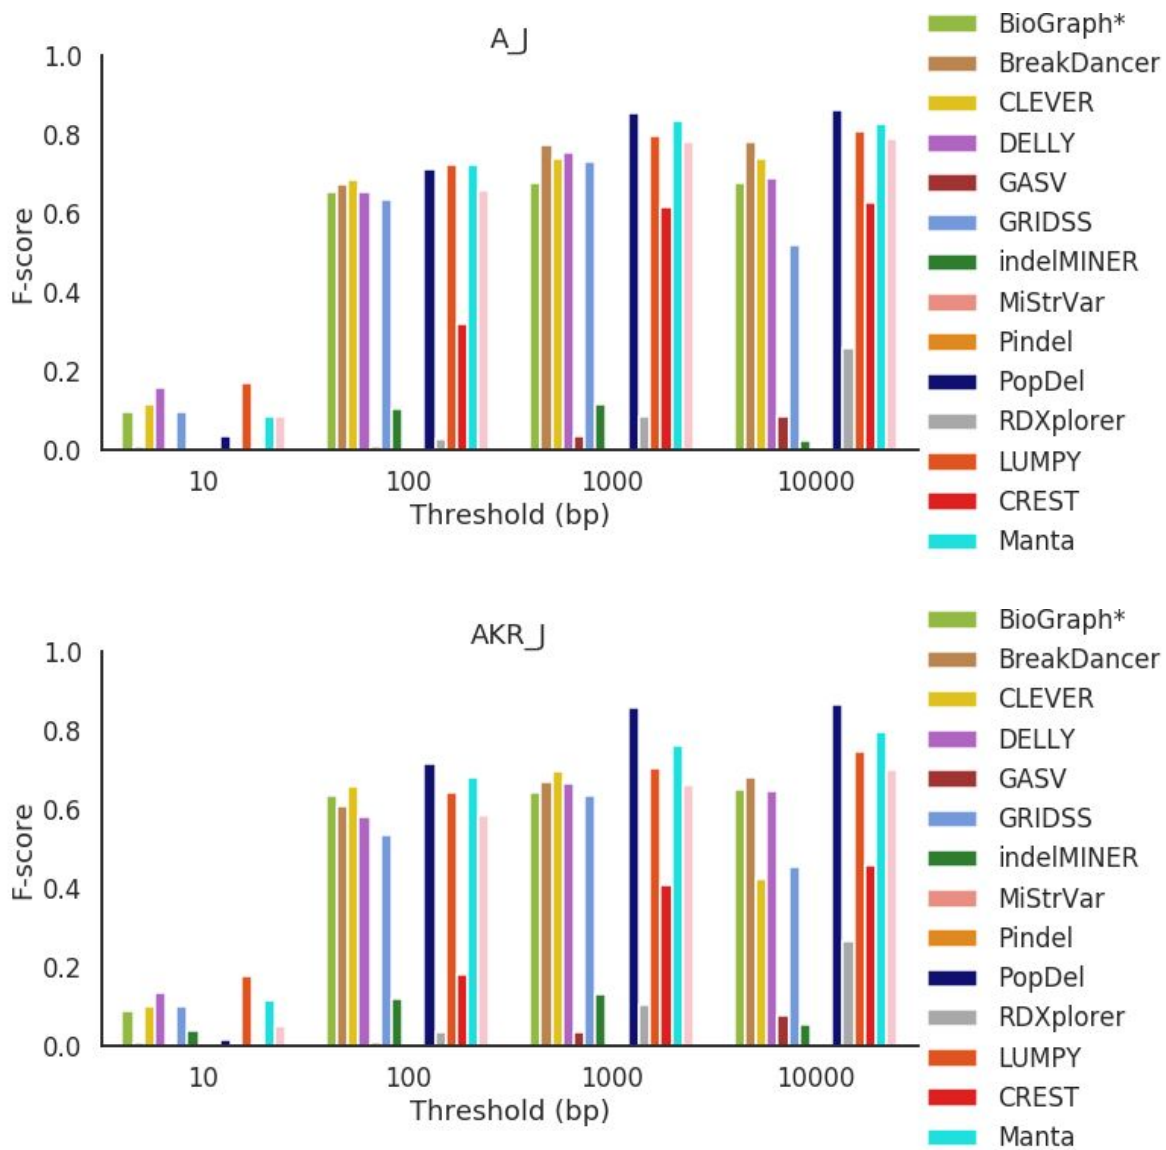 A_J
F-score
1.0
0.8
0.6
0.4
0.2
0.0
10
100
1000
10000
Threshold (bp)
BioGraph*
BreakDancer
CLEVER
DELLY
GASV
GRIDSS
indelMINER
MiStrVar
Pindel
PopDel
RDXplorer
LUMPY
CREST
Manta
AKR_J
F-score
1.0
0.8
0.6
0.4
0.2
0.0
10
100
1000
10000
Threshold (bp)
BioGraph*
BreakDancer
CLEVER
DELLY
GASV
GRIDSS
indelMINER
MiStrVar
Pindel
PopDel
RDXplorer
LUMPY
CREST
Manta